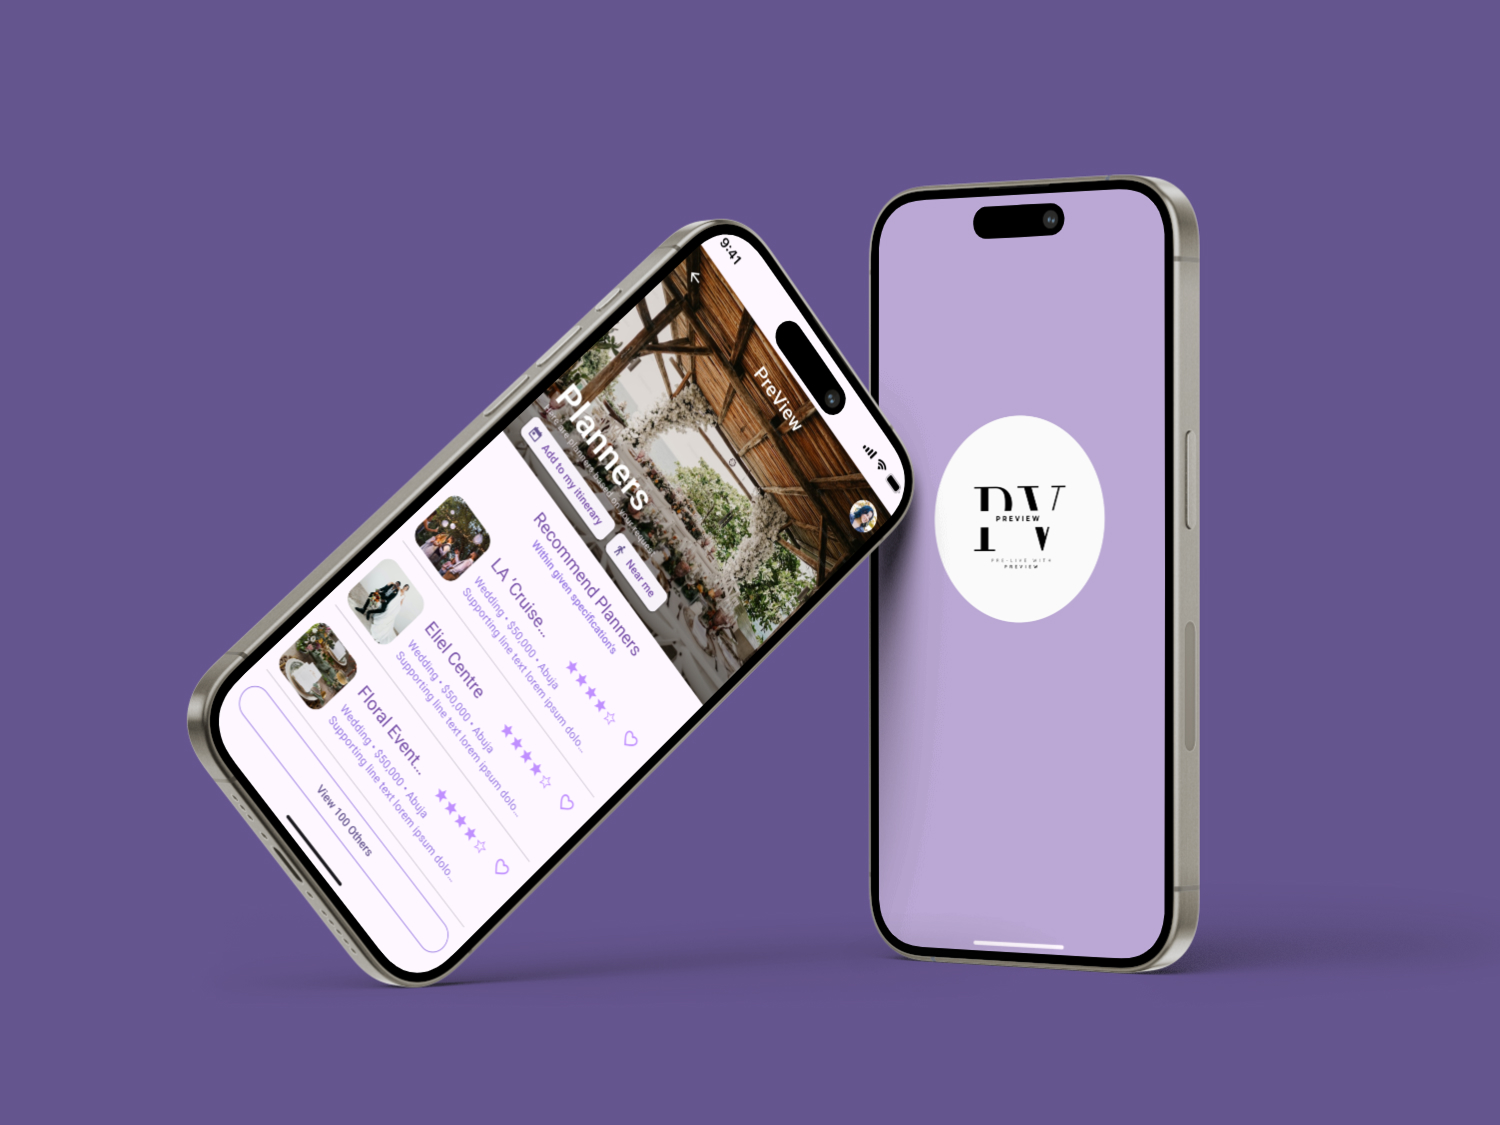 9:41
PreView
Planners
Add to my itinerary
Near me
Recommend Planners
Within given specification's
LA 'Cruise...
Wedding • $50,000 • Abuja
Supporting line text lorem ipsum dolo...
Eliel Centre
Wedding • $50,000 • Abuja
Supporting line text lorem ipsum dolo...
Floral Event...
Wedding • $50,000 • Abuja
Supporting line text lorem ipsum dolo...
View 100 Others
PV
PREVIEW
PRE-LIVE WITH
PREVIEW